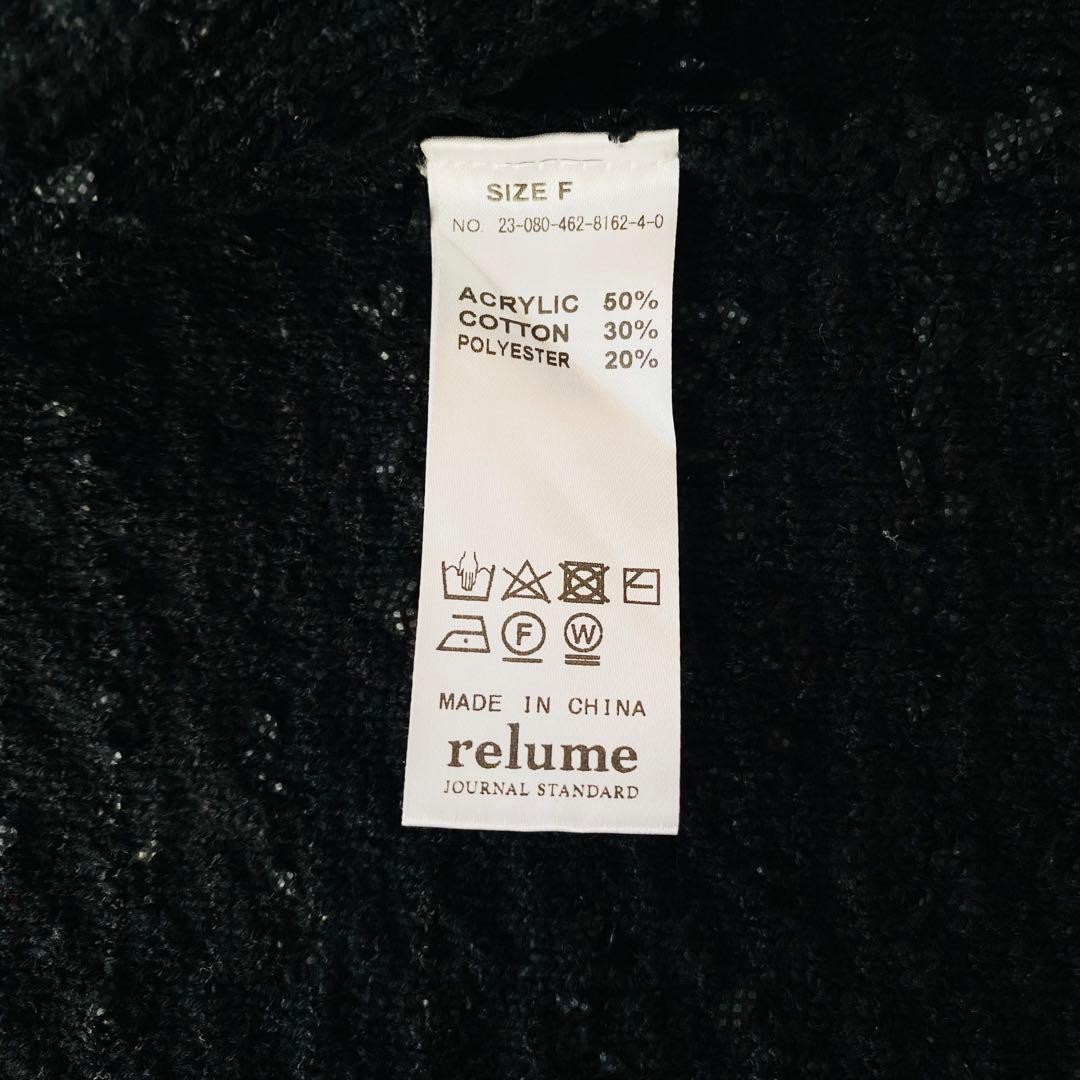 SIZE F
NO. 23-080-462-8162-4-0
ACRYLIC 50%
COTTON 30%
POLYESTER 20%
F W
MADE IN CHINA
relume
JOURNAL STANDARD